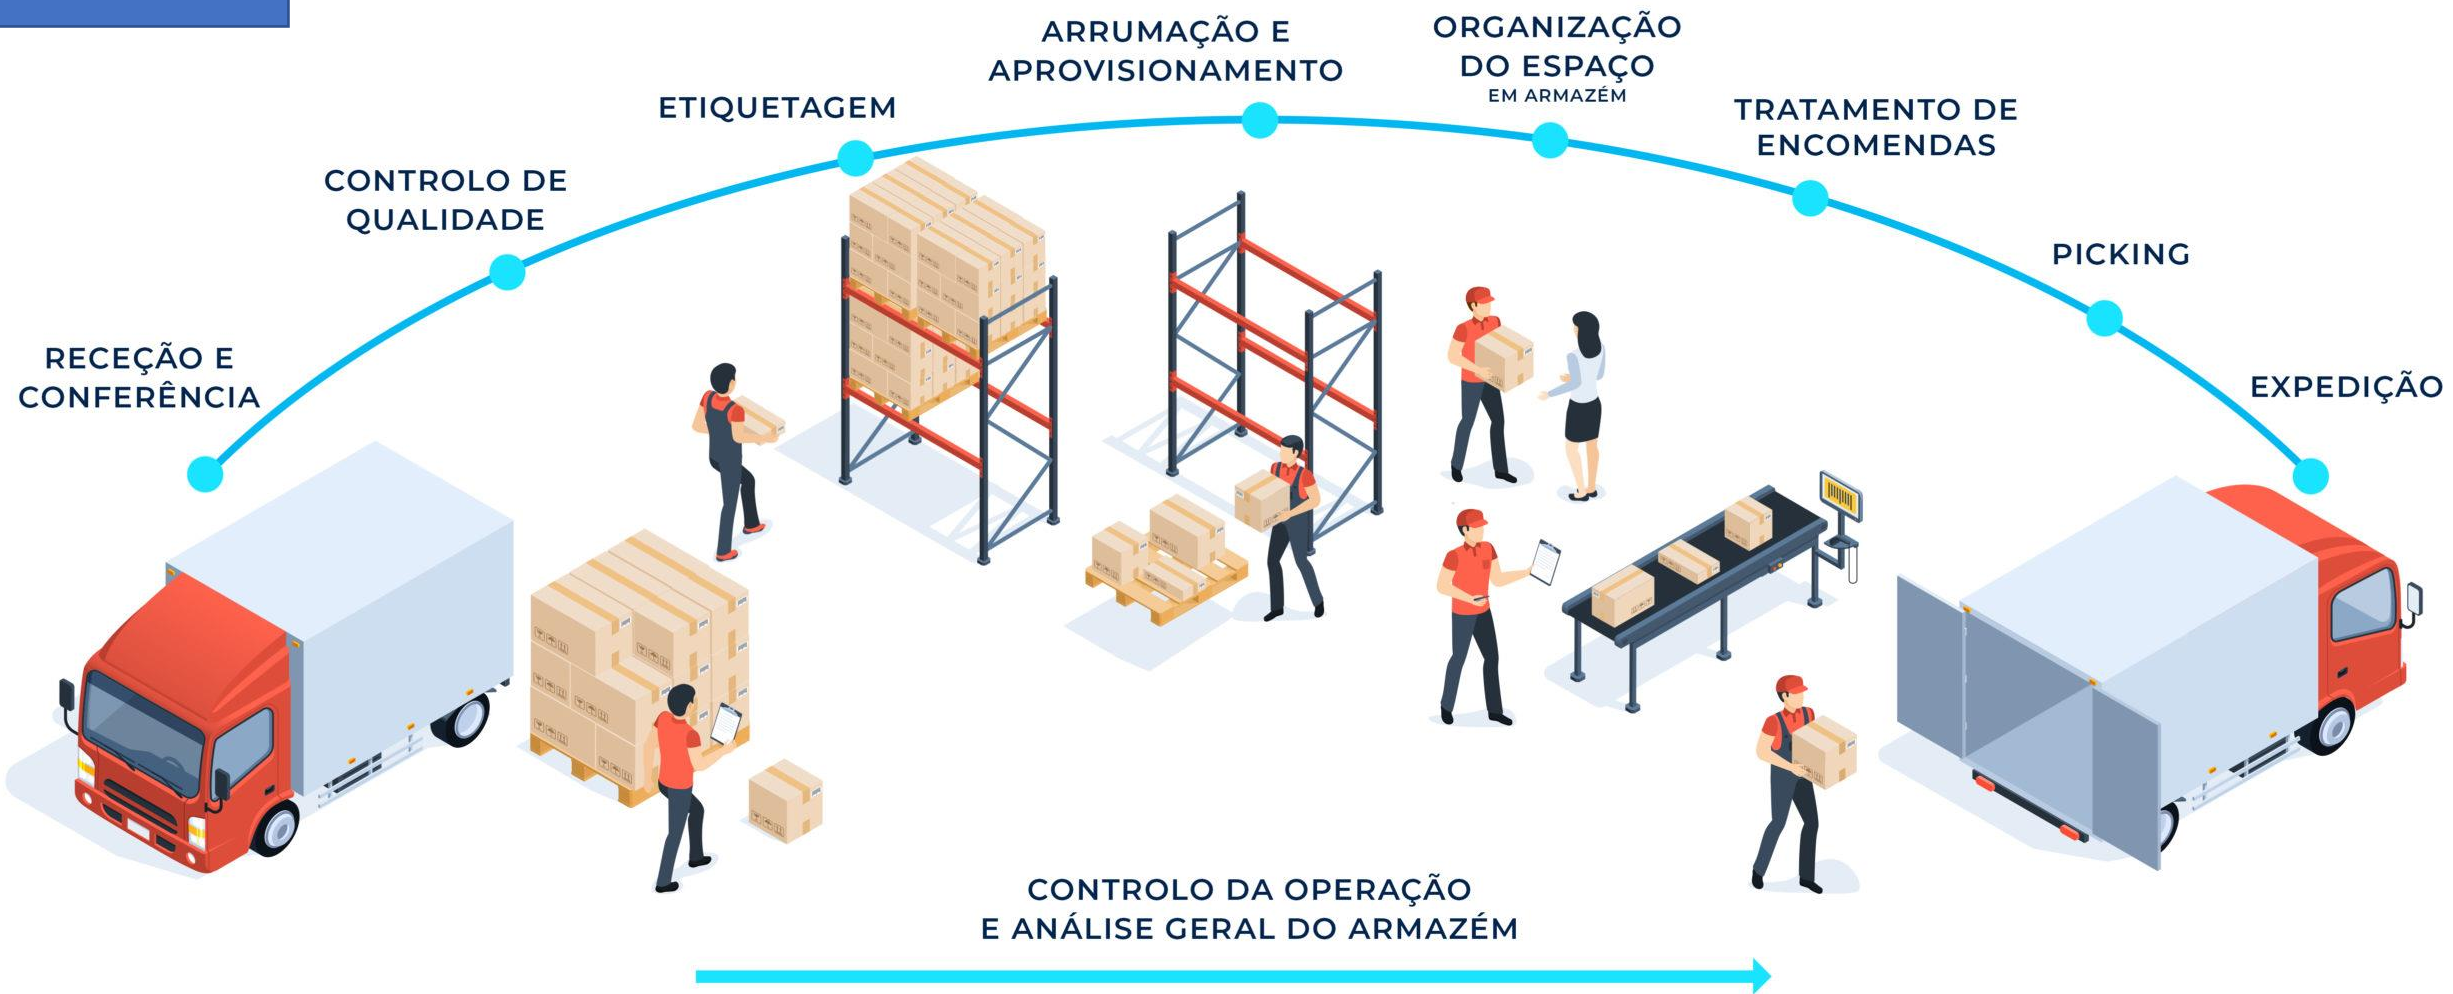 RECEÇÃO E
CONFERÊNCIA
CONTROLO DE
QUALIDADE
ETIQUETAGEM
ARRUMAÇÃO E
APROVISIONAMENTO
ORGANIZAÇÃO
DO ESPAÇO
EM ARMAZÉM
TRATAMENTO DE
ENCOMENDAS
PICKING
EXPEDIÇÃO
CONTROLO DA OPERAÇÃO
E ANÁLISE GERAL DO ARMAZÉM